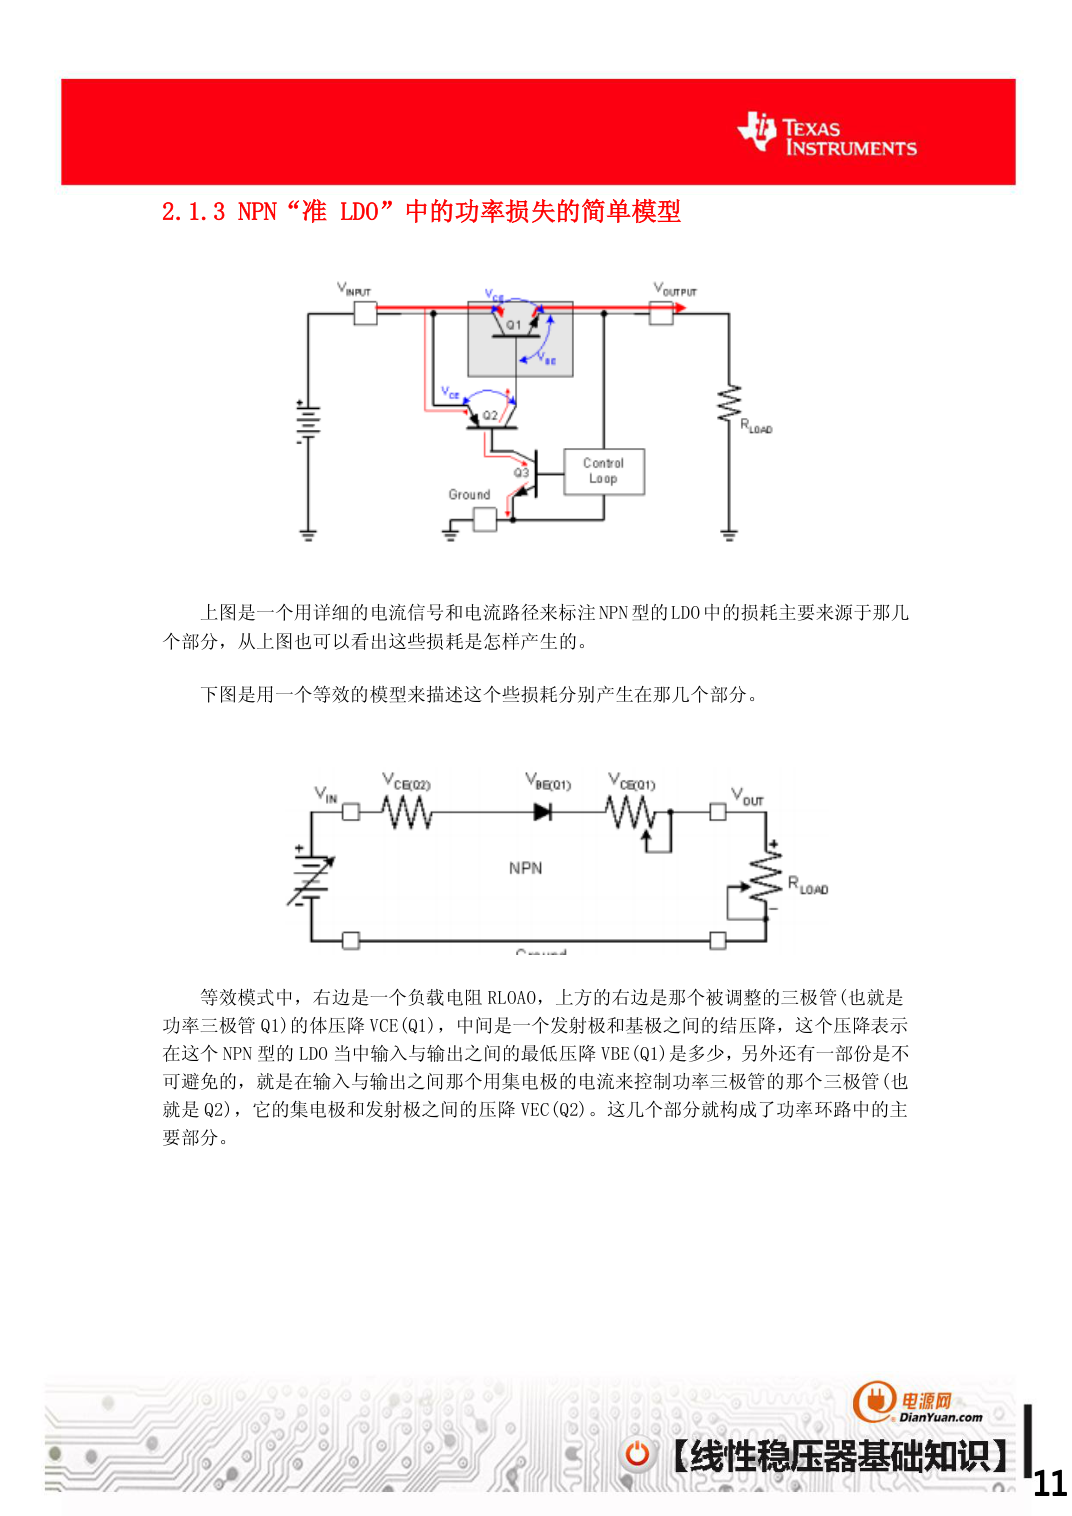 TEXAS
INSTRUMENTS
2.1.3 NPN“准 LDO”中的功率损失的简单模型
VINPUT
VCE
VOUTPUT
Q1
VBE
VCE
Q2
+
-
RLOAD
Q3
Control
Loop
Ground
上图是一个用详细的电流信号和电流路径来标注 NPN 型的 LDO 中的损耗主要来源于那几
个部分，从上图也可以看出这些损耗是怎样产生的。
下图是用一个等效的模型来描述这个些损耗分别产生在那几个部分。
VIN
VCE(Q2)
VBE(Q1)
VCE(Q1)
VOUT
+
-
NPN
+
-
RLOAD
Ground
等效模式中，右边是一个负载电阻 RLOAO，上方的右边是那个被调整的三极管(也就是
功率三极管 Q1)的体压降 VCE(Q1)，中间是一个发射极和基极之间的结压降，这个压降表示
在这个 NPN 型的 LDO 当中输入与输出之间的最低压降 VBE(Q1)是多少，另外还有一部份是不
可避免的，就是在输入与输出之间那个用集电极的电流来控制功率三极管的那个三极管(也
就是 Q2)，它的集电极和发射极之间的压降 VEC(Q2)。这几个部分就构成了功率环路中的主
要部分。
电源网
DianYuan.com
【线性稳压器基础知识】
11